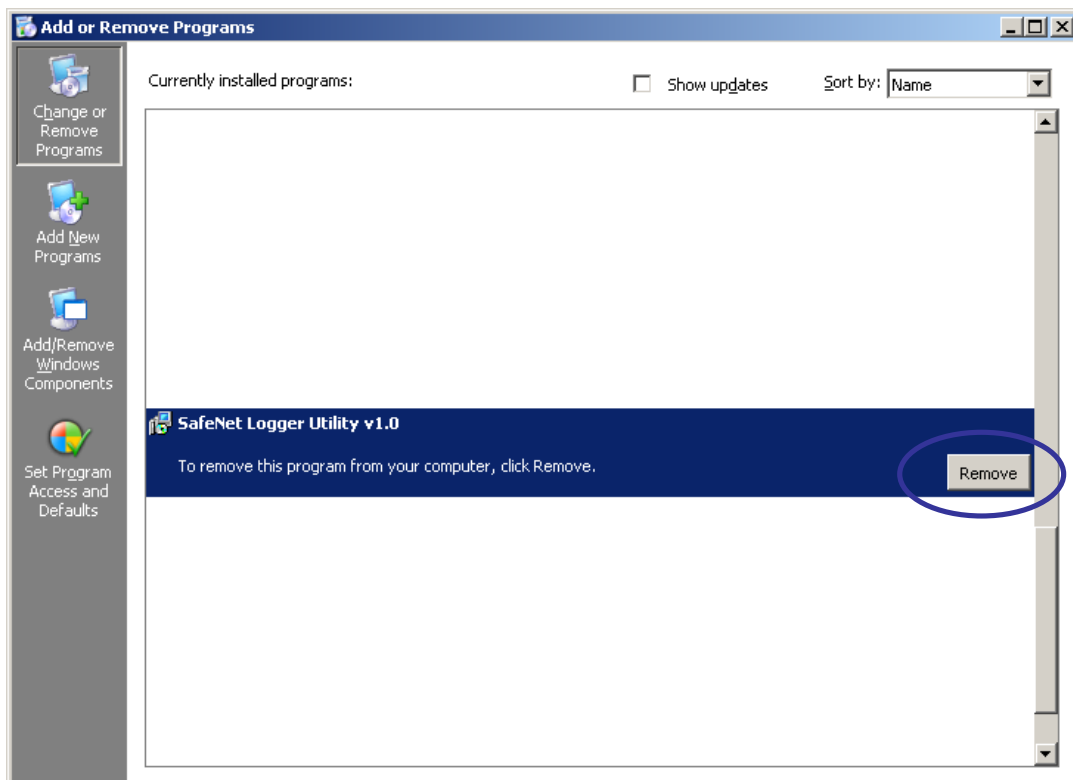 Add or Remove Programs
Change or
Remove
Programs
Add New
Programs
Add/Remove
Windows
Components
Set Program
Access and
Defaults
Currently installed programs:
Show updates
Sort by: Name
SafeNet Logger Utility v1.0
To remove this program from your computer, click Remove.
Remove